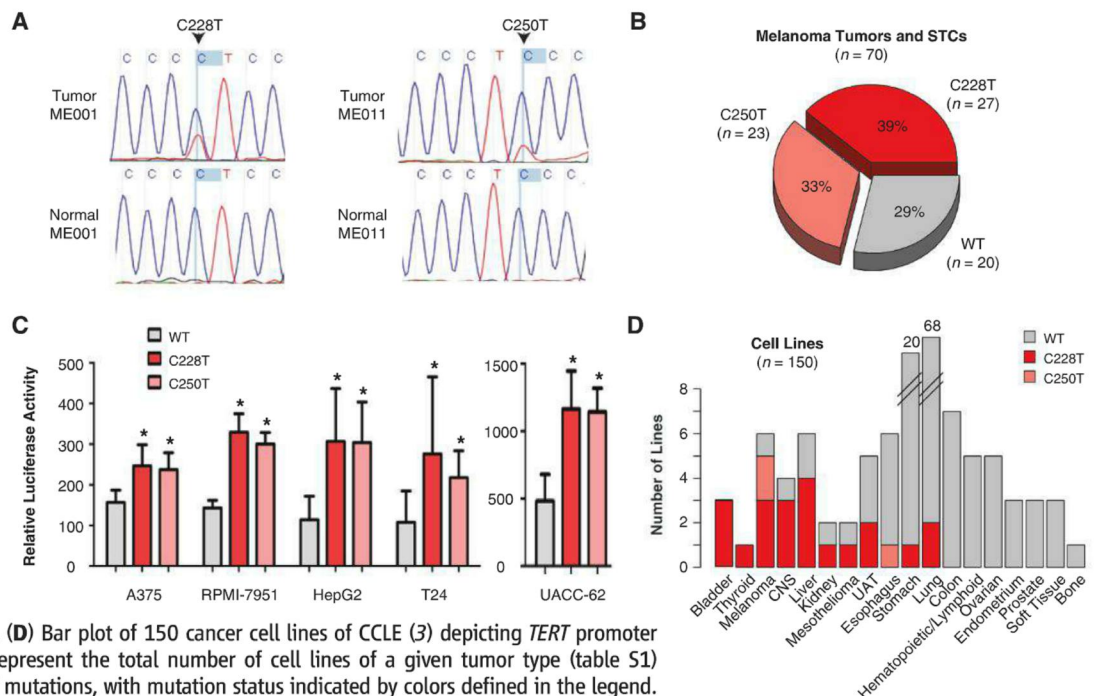 A
C228T
C C C C T C C
Tumor
ME001
C C C C T C C
Normal
ME001
C250T
C C C T C C C
Tumor
ME011
C C C T C C C
Normal
ME011
B
Melanoma Tumors and STCs
(n = 70)
C228T
(n = 27)
39%
C250T
(n = 23)
33%
29%
WT
(n = 20)
C
WT
C228T
C250T
Relative Luciferase Activity
500
400
300
200
100
0
* * * * * * * *
A375 RPMI-7951 HepG2 T24
1500
1000
500
0
* *
UACC-62
D
Cell Lines
(n = 150)
WT
C228T
C250T
Number of Lines
8
6
4
2
0
20
68
Bladder
Thyroid
Melanoma
CNS
Liver
Kidney
Mesothelioma
UAT
Esophagus
Stomach
Lung
Colon
Hematopoietic/Lymphoid
Ovarian
Endometrium
Prostate
Soft Tissue
Bone
(D) Bar plot of 150 cancer cell lines of CCLE (3) depicting TERT promoter
epresent the total number of cell lines of a given tumor type (table S1)
mutations, with mutation status indicated by colors defined in the legend.